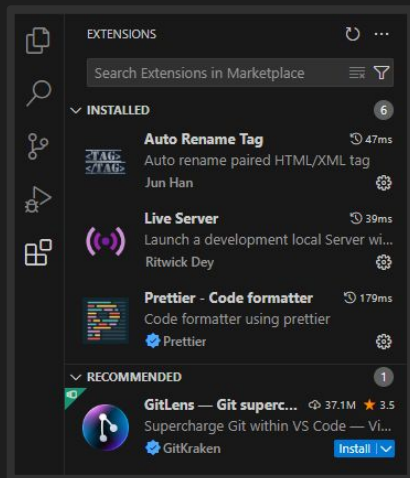 EXTENSIONS
Search Extensions in Marketplace
INSTALLED 6
<TAG>
</TAG>
Auto Rename Tag 47ms
Auto rename paired HTML/XML tag
Jun Han
Live Server 39ms
Launch a development local Server wi...
Ritwick Dey
Prettier - Code formatter 179ms
Code formatter using prettier
Prettier
RECOMMENDED 1
GitLens — Git superc... 37.1M 3.5
Supercharge Git within VS Code — Vi...
GitKraken Install